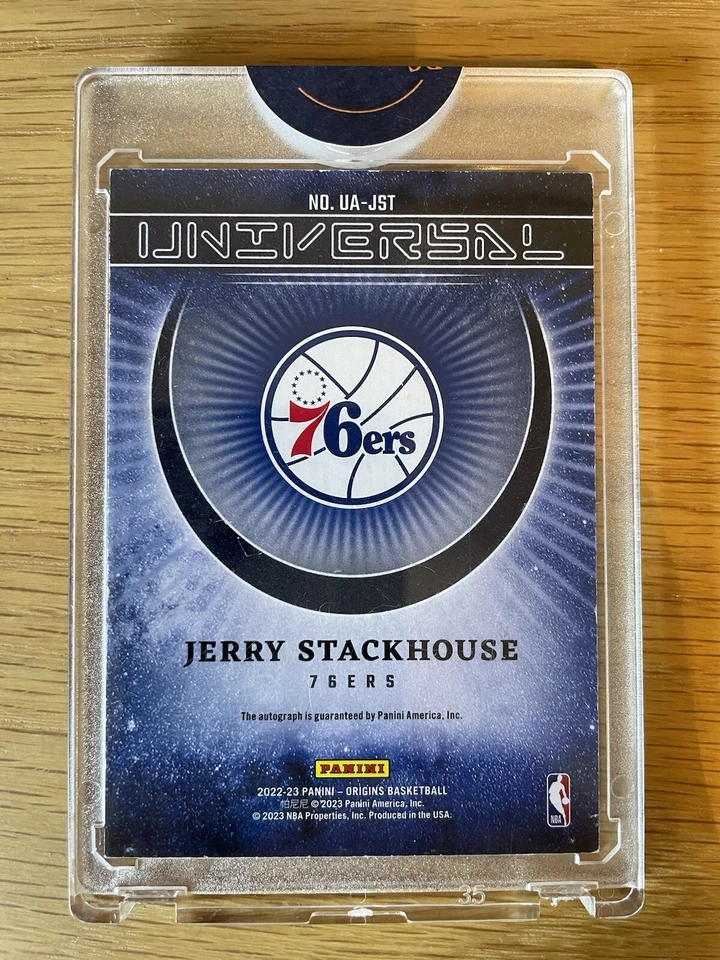 NO. UA-JST
UNIVERSAL
76ers
JERRY STACKHOUSE
76ERS
The autograph is guaranteed by Panini America, Inc.
PANINI
2022-23 PANINI – ORIGINS BASKETBALL
帕尼尼 © 2023 Panini America, Inc.
© 2023 NBA Properties, Inc. Produced in the USA.
NBA
35